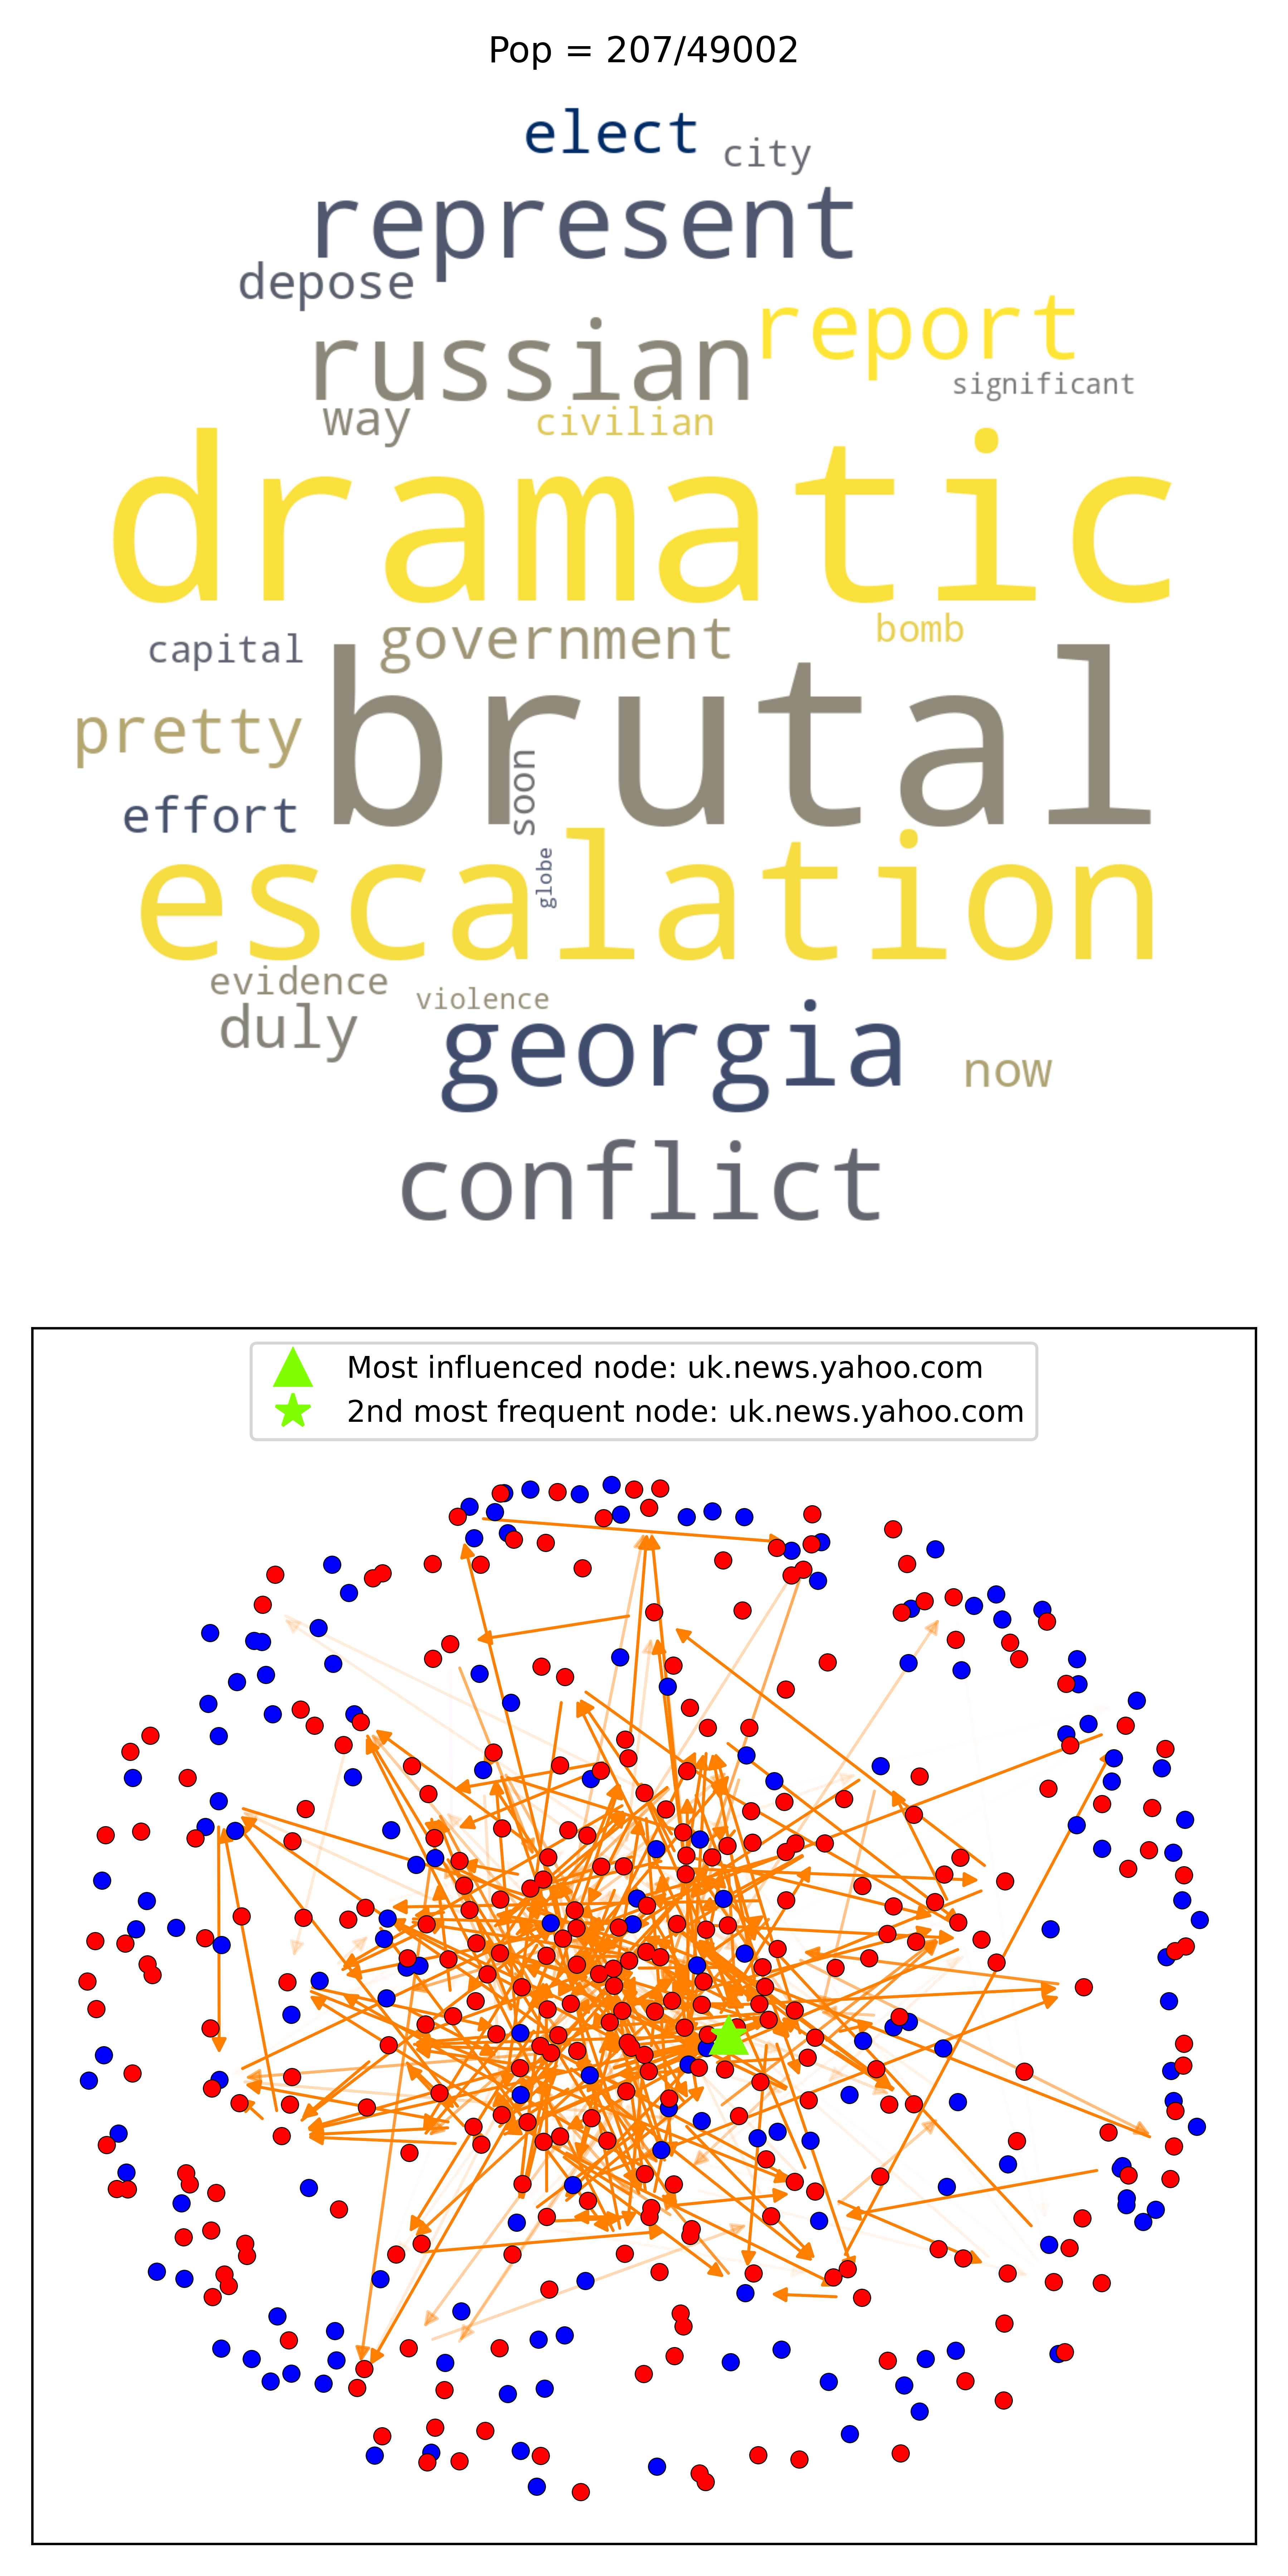 Pop = 207/49002
elect
city
represent
depose
report
russian
significant
way
civilian
dramatic
government
bomb
capital
brutal
pretty
soon
effort
escalation
globe
evidence
violence
duly
georgia
now
conflict
Most influenced node: uk.news.yahoo.com
2nd most frequent node: uk.news.yahoo.com